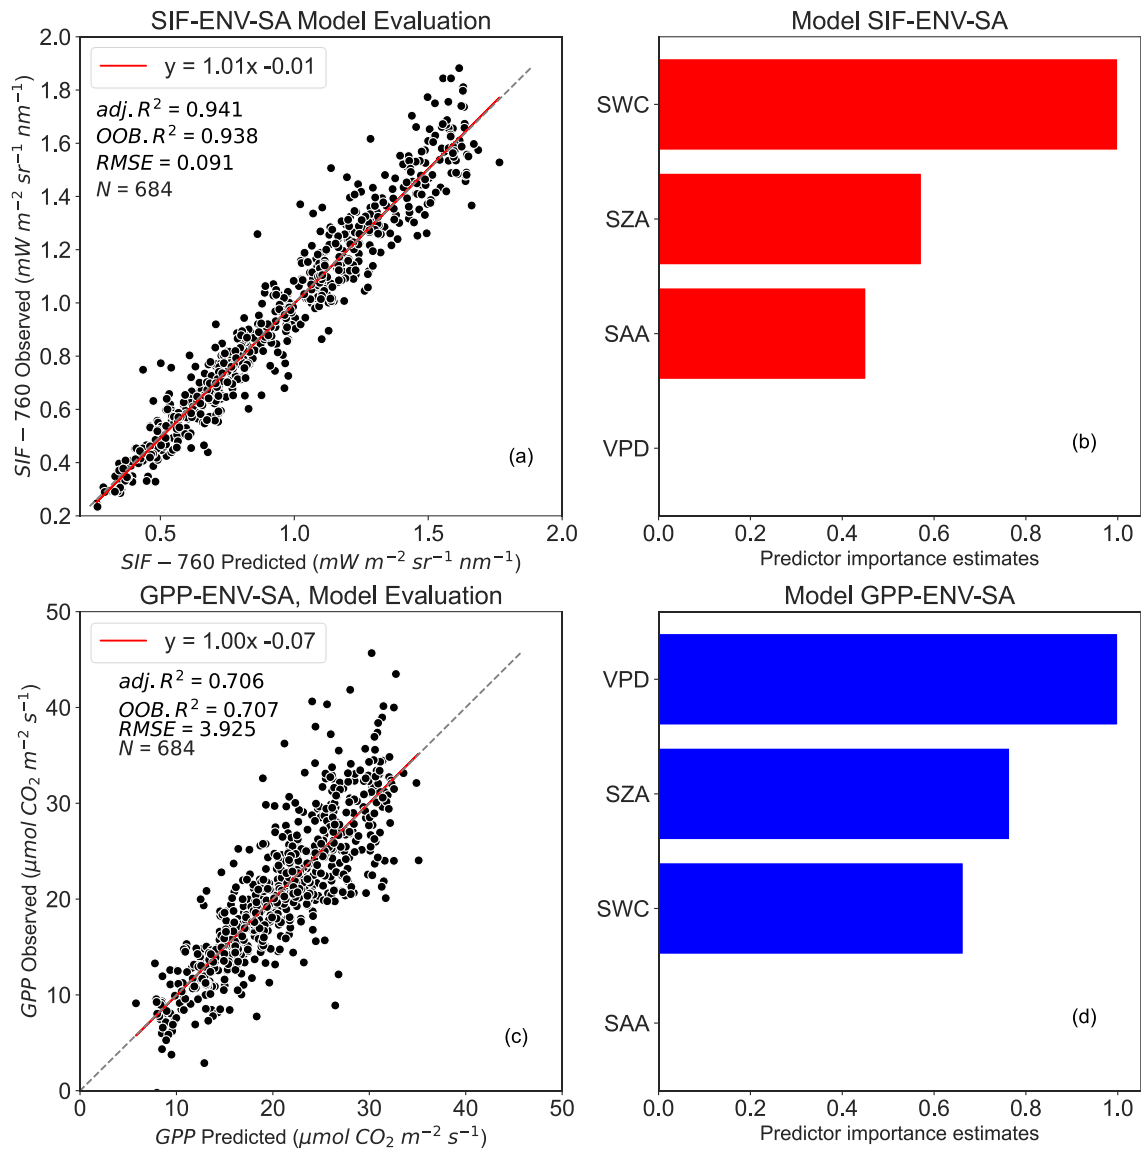 SIF-ENV-SA Model Evaluation
y = 1.01x -0.01
adj. R² = 0.941
OOB. R² = 0.938
RMSE = 0.091
N = 684
(a)
2.0
1.8
1.6
1.4
1.2
1.0
0.8
0.6
0.4
0.2
SIF − 760 Observed (mW m⁻² sr⁻¹ nm⁻¹)
0.5 1.0 1.5 2.0
SIF − 760 Predicted (mW m⁻² sr⁻¹ nm⁻¹)
Model SIF-ENV-SA
SWC
SZA
SAA
VPD
(b)
0.0 0.2 0.4 0.6 0.8 1.0
Predictor importance estimates
GPP-ENV-SA, Model Evaluation
y = 1.00x -0.07
adj. R² = 0.706
OOB. R² = 0.707
RMSE = 3.925
N = 684
(c)
50
40
30
20
10
0
GPP Observed (μmol CO₂ m⁻² s⁻¹)
0 10 20 30 40 50
GPP Predicted (μmol CO₂ m⁻² s⁻¹)
Model GPP-ENV-SA
VPD
SZA
SWC
SAA
(d)
0.0 0.2 0.4 0.6 0.8 1.0
Predictor importance estimates